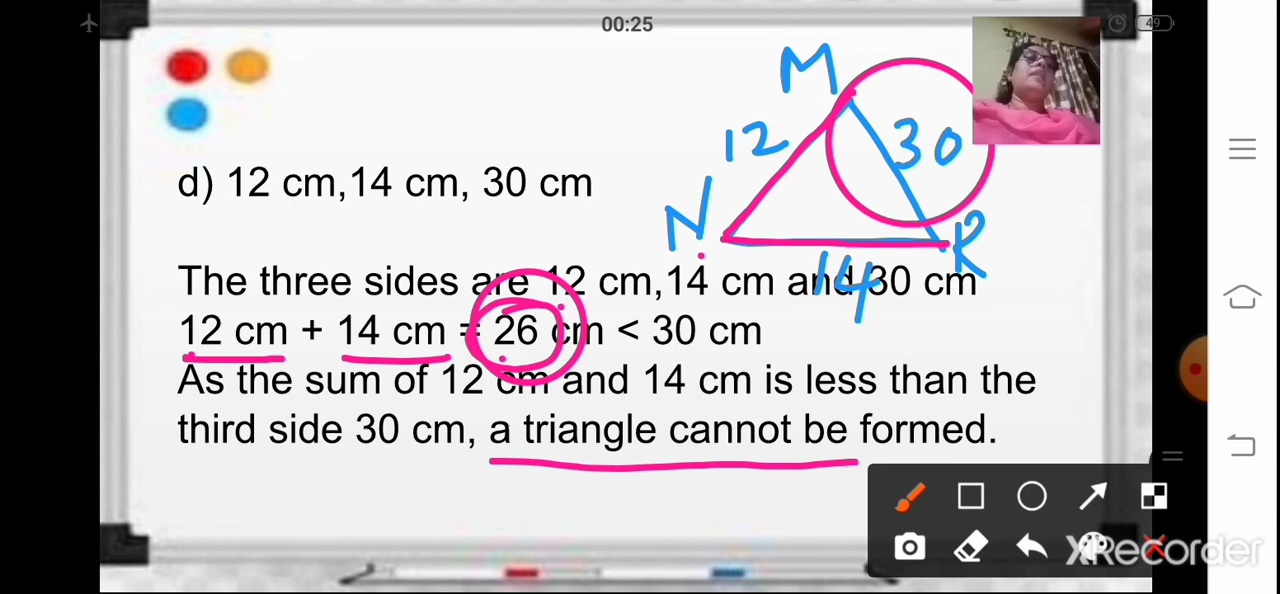 00:25
49
M
12
30
d) 12 cm,14 cm, 30 cm
N
R
14
The three sides are 12 cm,14 cm and 30 cm
12 cm + 14 cm = 26 cm < 30 cm
As the sum of 12 cm and 14 cm is less than the
third side 30 cm, a triangle cannot be formed.
XRecorder